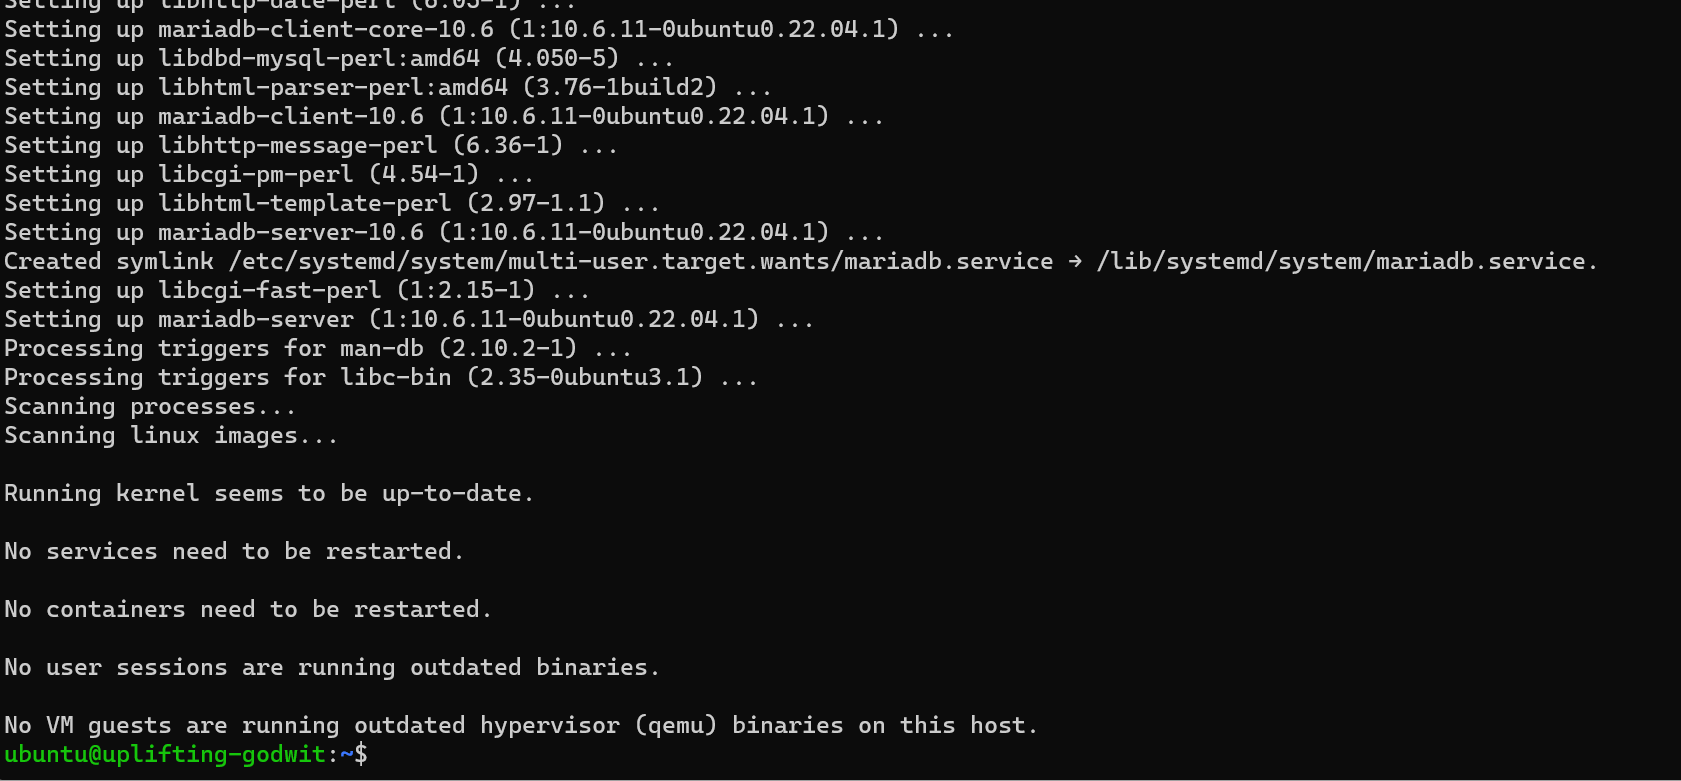 Setting up libhttp-date-perl (6.05-1) ...
Setting up mariadb-client-core-10.6 (1:10.6.11-0ubuntu0.22.04.1) ...
Setting up libdbd-mysql-perl:amd64 (4.050-5) ...
Setting up libhtml-parser-perl:amd64 (3.76-1build2) ...
Setting up mariadb-client-10.6 (1:10.6.11-0ubuntu0.22.04.1) ...
Setting up libhttp-message-perl (6.36-1) ...
Setting up libcgi-pm-perl (4.54-1) ...
Setting up libhtml-template-perl (2.97-1.1) ...
Setting up mariadb-server-10.6 (1:10.6.11-0ubuntu0.22.04.1) ...
Created symlink /etc/systemd/system/multi-user.target.wants/mariadb.service → /lib/systemd/system/mariadb.service.
Setting up libcgi-fast-perl (1:2.15-1) ...
Setting up mariadb-server (1:10.6.11-0ubuntu0.22.04.1) ...
Processing triggers for man-db (2.10.2-1) ...
Processing triggers for libc-bin (2.35-0ubuntu3.1) ...
Scanning processes...
Scanning linux images...
Running kernel seems to be up-to-date.
No services need to be restarted.
No containers need to be restarted.
No user sessions are running outdated binaries.
No VM guests are running outdated hypervisor (qemu) binaries on this host.
ubuntu@uplifting-godwit:~$